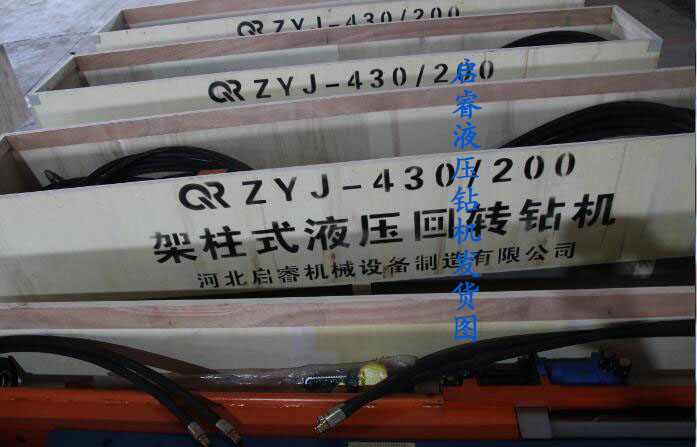 QR ZYJ-430/200
QR ZYJ-430/200
QR ZYJ-430/200
架柱式液压回转钻机
河北启睿机械设备制造有限公司
启睿液压钻机发货图